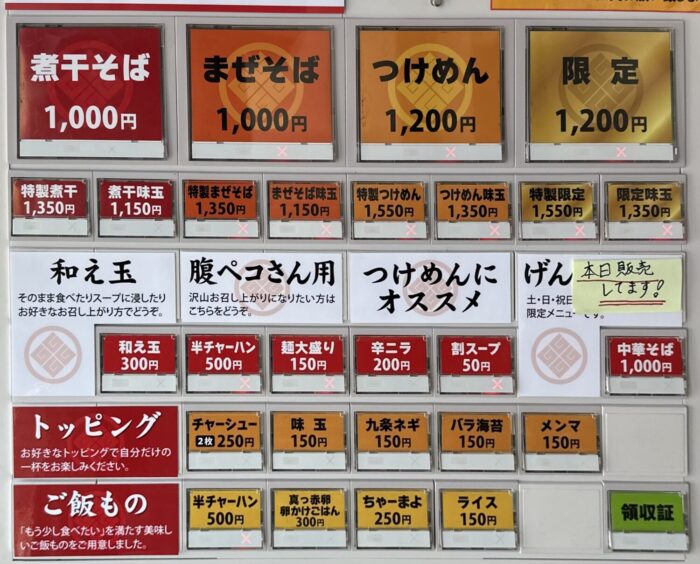 煮干そば
1,000円
まぜそば
1,000円
つけめん
1,200円
限定
1,200円
特製煮干
1,350円
煮干味玉
1,150円
特製まぜそば
1,350円
まぜそば味玉
1,150円
特製つけめん
1,550円
つけめん味玉
1,350円
特製限定
1,550円
限定味玉
1,350円
和え玉
そのまま食べたりスープに浸したり
お好きなお召し上がり方でどうぞ。
腹ペコさん用
沢山お召し上がりになりたい方は
こちらをどうぞ。
つけめんに
オススメ
げん
土・日・祝日
限定メニューです。
本日販売
してます!
和え玉
300円
半チャーハン
500円
麺大盛り
150円
辛ニラ
200円
割スープ
50円
中華そば
1,000円
トッピング
お好きなトッピングで自分だけの
一杯をお楽しみください。
チャーシュー
2枚 250円
味玉
150円
九条ネギ
150円
バラ海苔
150円
メンマ
150円
ご飯もの
「もう少し食べたい」を満たす美味し
いご飯ものをご用意しました。
半チャーハン
500円
真っ赤卵
卵かけごはん
300円
ちゃーまよ
250円
ライス
150円
領収証